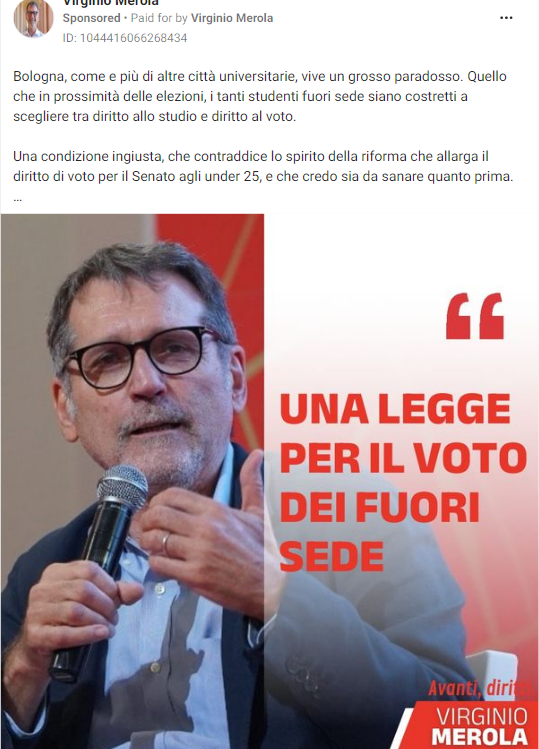 Virginio Merola
Sponsored • Paid for by Virginio Merola
ID: 1044416066268434
Bologna, come e più di altre città universitarie, vive un grosso paradosso. Quello
che in prossimità delle elezioni, i tanti studenti fuori sede siano costretti a
scegliere tra diritto allo studio e diritto al voto.
Una condizione ingiusta, che contraddice lo spirito della riforma che allarga il
diritto di voto per il Senato agli under 25, e che credo sia da sanare quanto prima.
...
“
UNA LEGGE
PER IL VOTO
DEI FUORI
SEDE
Avanti,
VIRGINIO
MEROLA